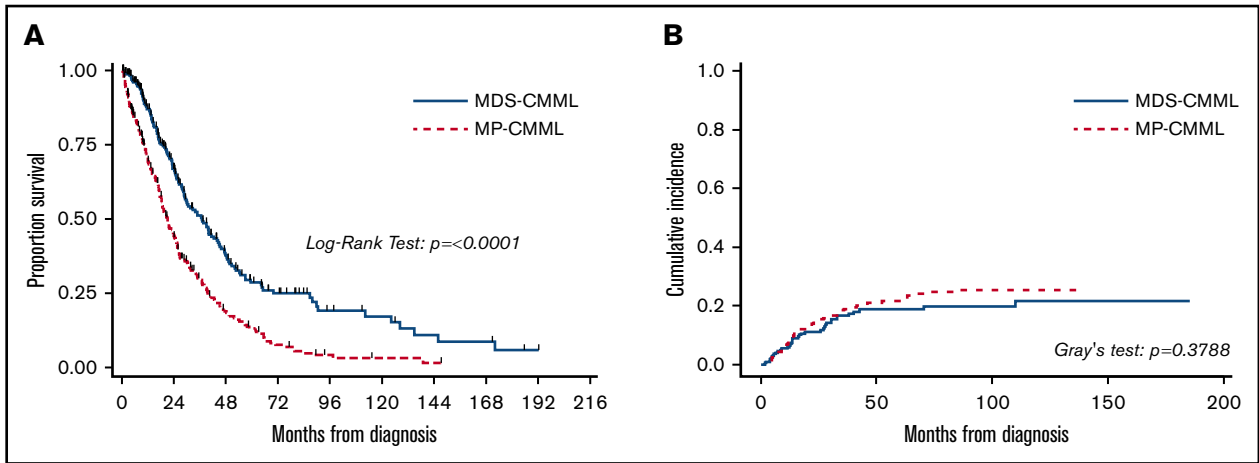 A
1.00
0.75
0.50
0.25
0.00
Proportion survival
MDS-CMML
MP-CMML
Log-Rank Test: p=<0.0001
0 24 48 72 96 120 144 168 192 216
Months from diagnosis
B
1.0
0.8
0.6
0.4
0.2
0.0
Cumulative incidence
MDS-CMML
MP-CMML
Gray's test: p=0.3788
0 50 100 150 200
Months from diagnosis